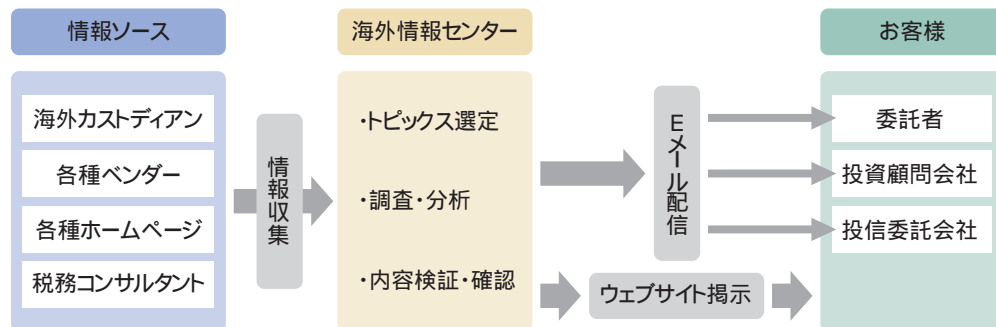 情報ソース
海外情報センター
お客様
海外カストディアン
各種ベンダー
各種ホームページ
税務コンサルタント
情報収集
・トピックス選定
・調査・分析
・内容検証・確認
Eメール配信
ウェブサイト掲示
委託者
投資顧問会社
投信委託会社